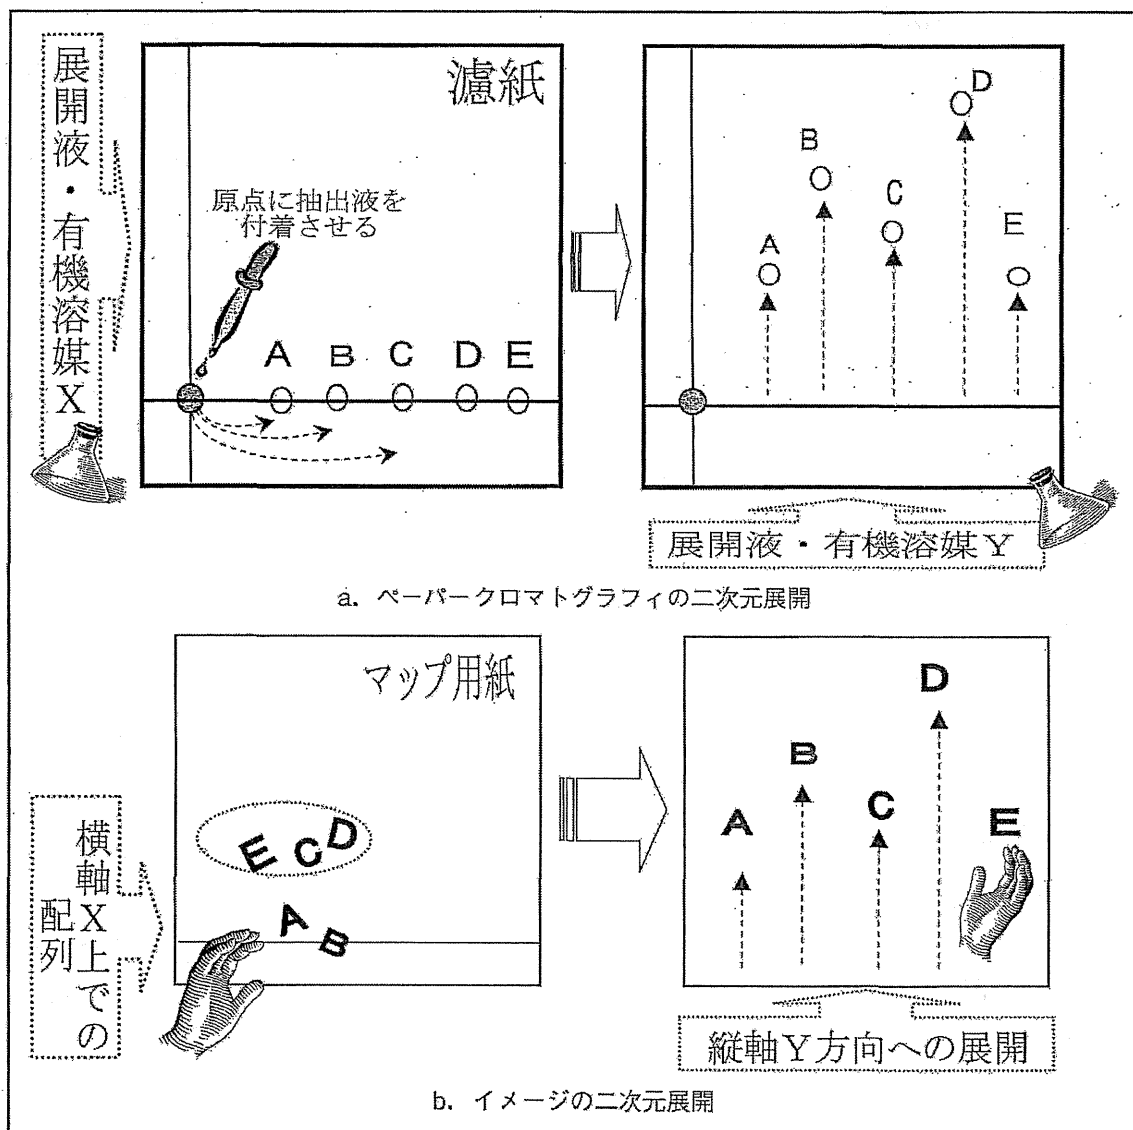 展開液・有機溶媒X
濾紙
原点に抽出液を
付着させる
A B C D E
A
B
C
D
E
展開液・有機溶媒Y
a. ペーパークロマトグラフィの二次元展開
横軸X上での
配列
マップ用紙
E C D
A B
A
B
C
D
E
縦軸Y方向への展開
b. イメージの二次元展開